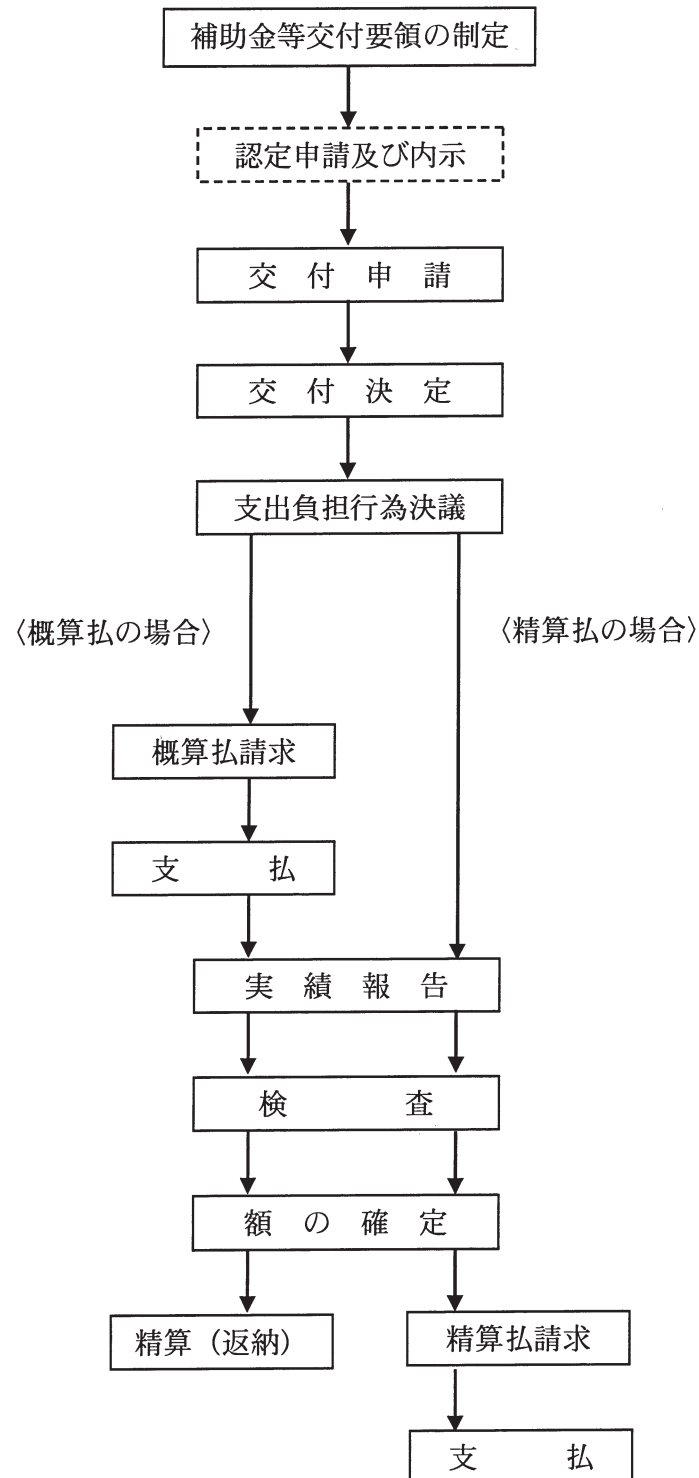 補助金等交付要領の制定
認定申請及び内示
交付申請
交付決定
支出負担行為決議
〈概算払の場合〉
〈精算払の場合〉
概算払請求
支払
実績報告
検査
額の確定
精算（返納）
精算払請求
支払